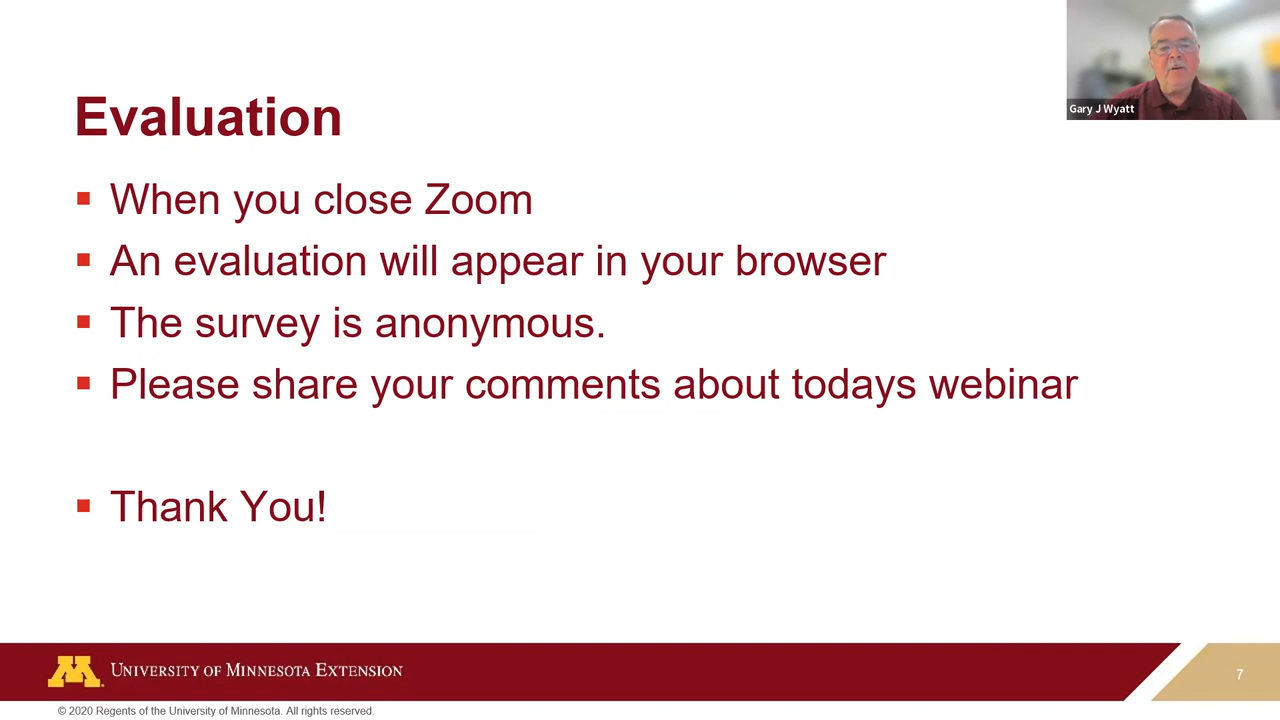 Evaluation
Gary J Wyatt
▪ When you close Zoom
▪ An evaluation will appear in your browser
▪ The survey is anonymous.
▪ Please share your comments about todays webinar
▪ Thank You!
M
UNIVERSITY OF MINNESOTA EXTENSION
7
© 2020 Regents of the University of Minnesota. All rights reserved.